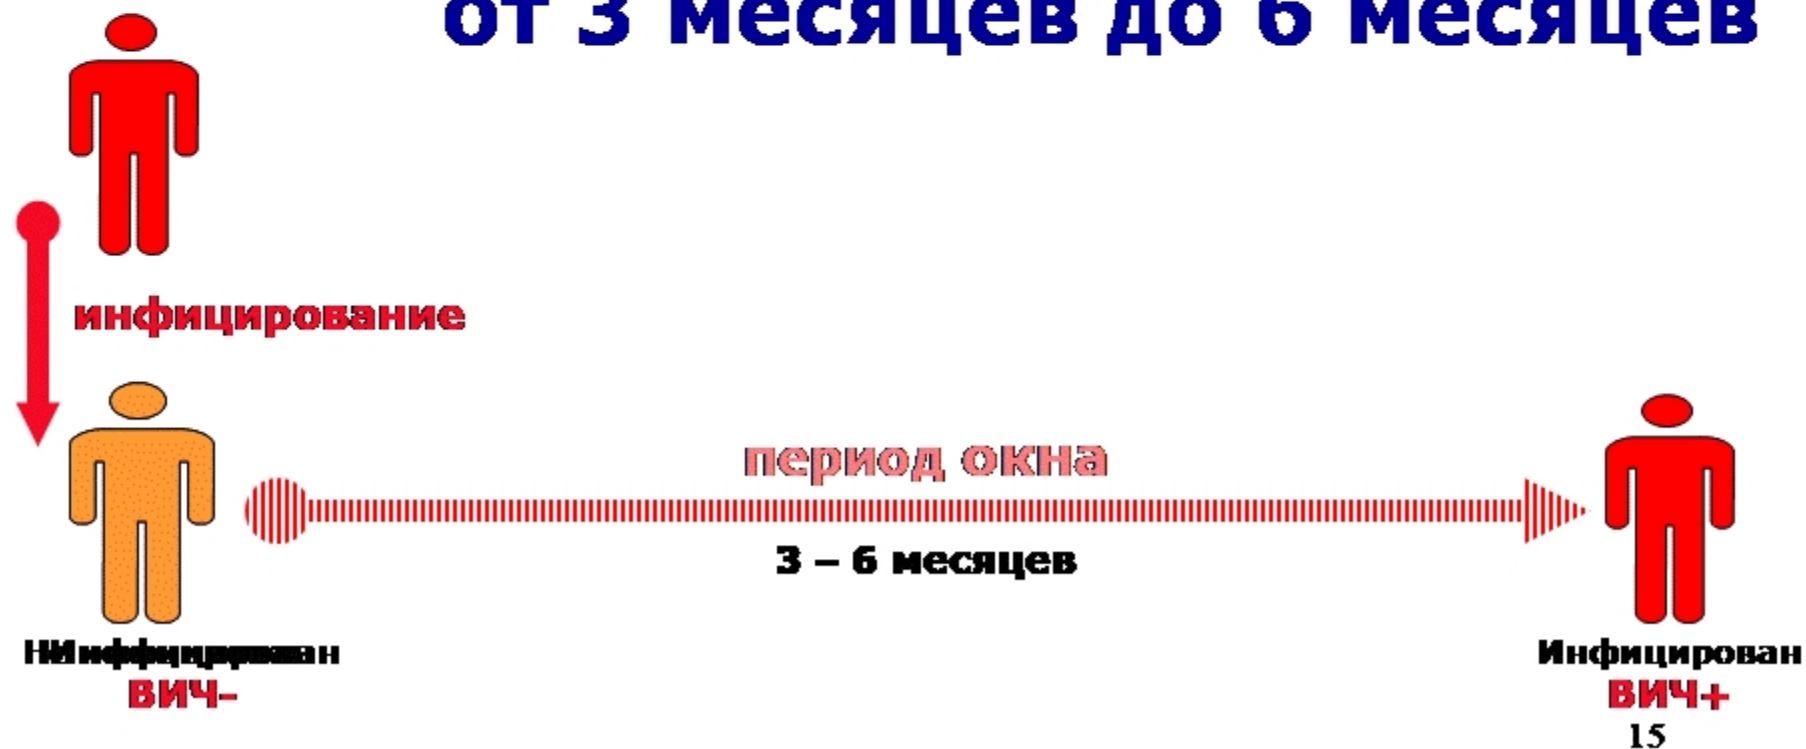 от 3 месяцев до 6 месяцев
инфицирование
период окна
3 – 6 месяцев
Инфицирован
ВИЧ-
ВИЧ+
15